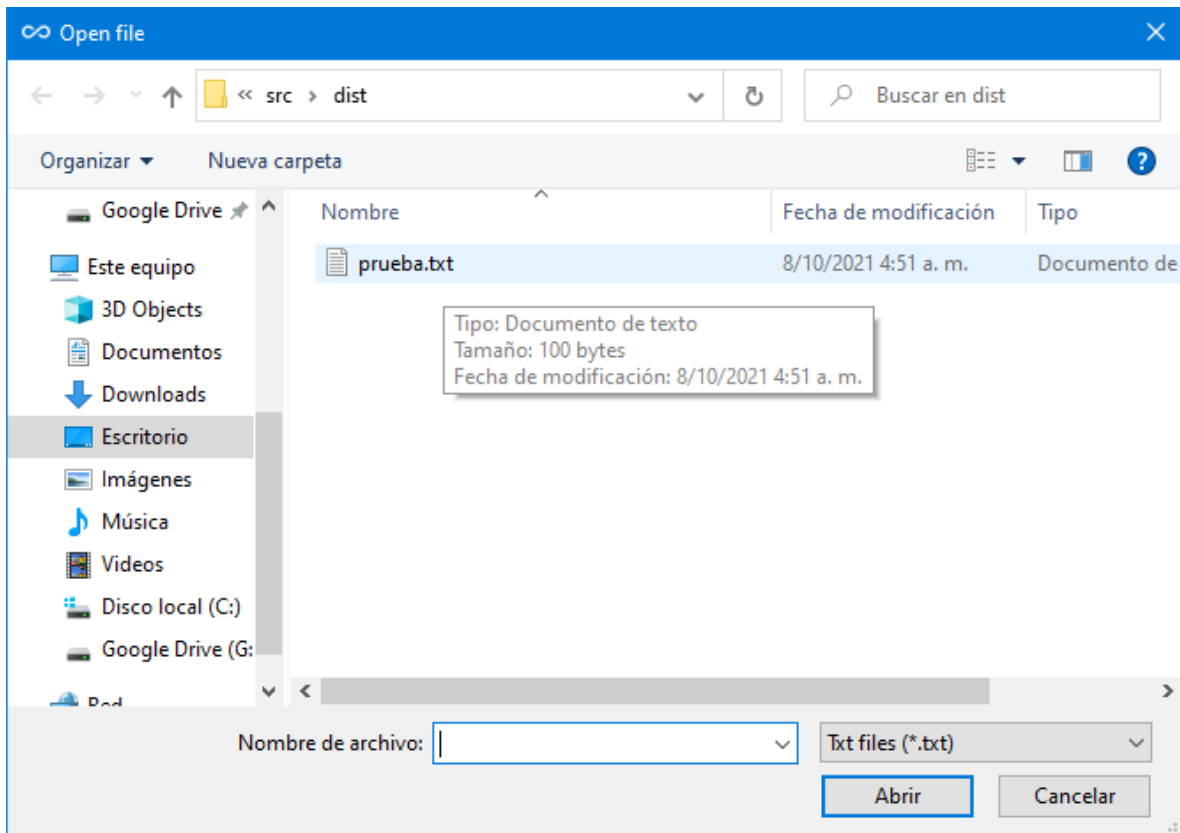 Open file
« src › dist
Buscar en dist
Organizar
Nueva carpeta
Google Drive
Este equipo
3D Objects
Documentos
Downloads
Escritorio
Imágenes
Música
Videos
Disco local (C:)
Google Drive (G:
Red
Nombre Fecha de modificación Tipo
prueba.txt 8/10/2021 4:51 a. m. Documento de
Tipo: Documento de texto
Tamaño: 100 bytes
Fecha de modificación: 8/10/2021 4:51 a. m.
Nombre de archivo:
Txt files (*.txt)
Abrir
Cancelar